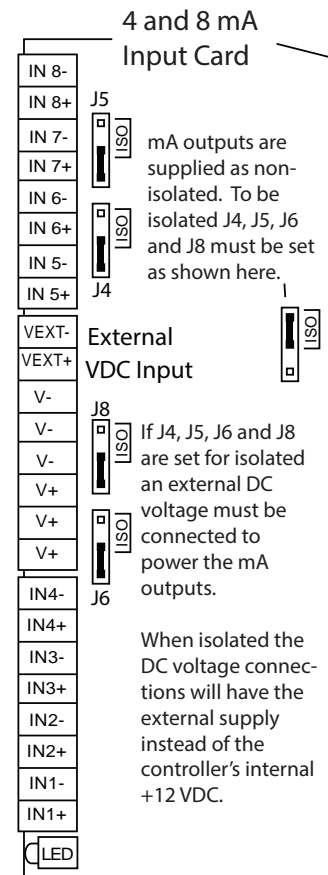 4 and 8 mA
Input Card
IN 8-
IN 8+
J5
ISO
IN 7-
IN 7+
IN 6-
IN 6+
ISO
IN 5-
IN 5+
J4
mA outputs are
supplied as non-
isolated. To be
isolated J4, J5, J6
and J8 must be set
as shown here.
ISO
VEXT-
VEXT+
External
VDC Input
V-
V-
V-
V+
V+
V+
J8
ISO
ISO
J6
If J4, J5, J6 and J8
are set for isolated
an external DC
voltage must be
connected to
power the mA
outputs.
IN4-
IN4+
IN3-
IN3+
IN2-
IN2+
IN1-
IN1+
LED
When isolated the
DC voltage connec-
tions will have the
external supply
instead of the
controller's internal
+12 VDC.